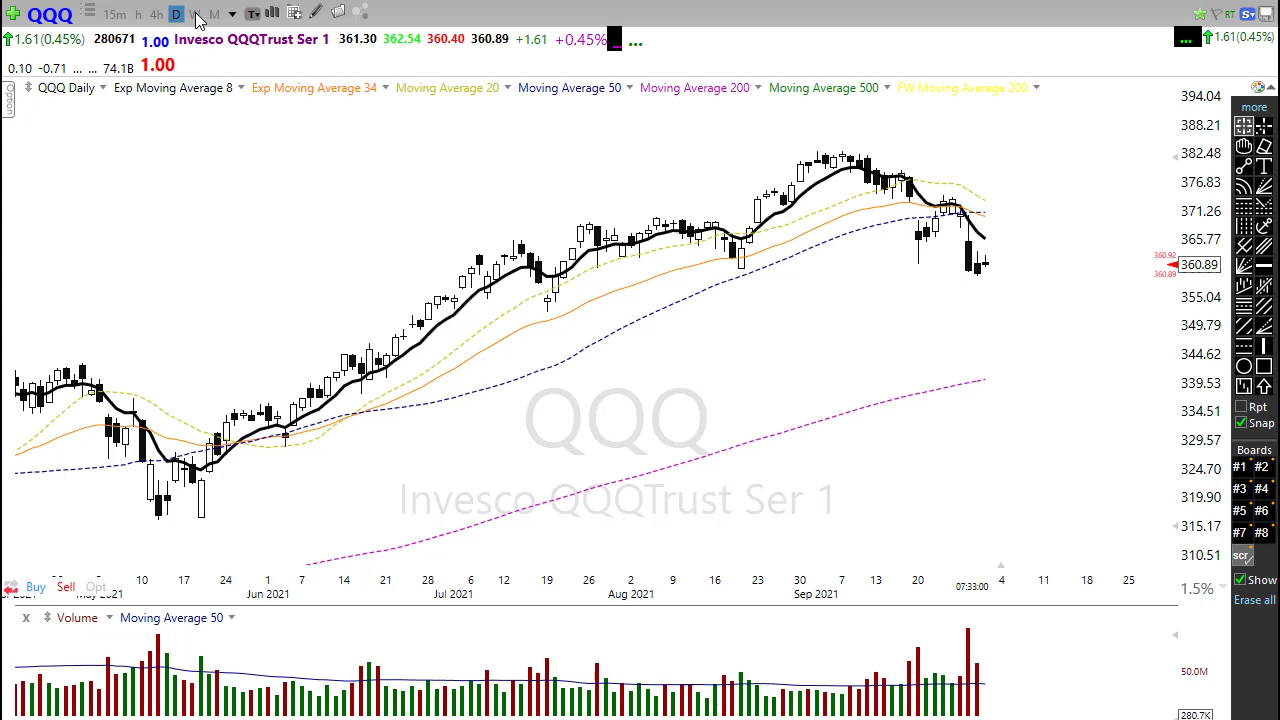 QQQ 15m h 4h D W M T RT S
1.61(0.45%) 280671 1.00 Invesco QQQTrust Ser 1 361.30 362.54 360.40 360.89 +1.61 +0.45% ... ... ... 1.61(0.45%)
0.10 -0.71 ... ... 74.1B 1.00
Option
QQQ Daily Exp Moving Average 8 Exp Moving Average 34 Moving Average 20 Moving Average 50 Moving Average 200 Moving Average 500 FW Moving Average 200
394.04
388.21
382.48
376.83
371.26
365.77
360.92
360.89
360.89
355.04
349.79
344.62
339.53
334.51
329.57
324.70
319.90
315.17
310.51
QQQ
Invesco QQQTrust Ser 1
10 17 24 1 7 14 21 28 6 12 19 26 2 9 16 23 30 7 13 20 07:33:00 4 11 18 25
Buy Sell Opt
May 2021 Jun 2021 Jul 2021 Aug 2021 Sep 2021
1.5%
x Volume Moving Average 50
50.0M
280.7K
more
Rpt
Snap
Boards
#1 #2
#3 #4
#5 #6
#7 #8
scr
Show
Erase all